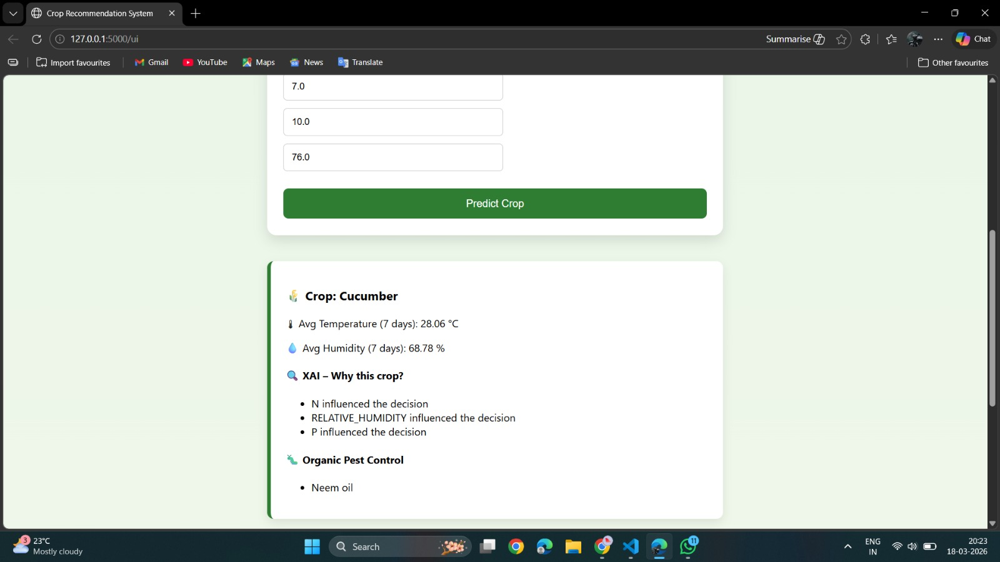 Crop Recommendation System
127.0.0.1:5000/ui
Summarise
Chat
Import favourites
Gmail
YouTube
Maps
News
Translate
Other favourites
7.0
10.0
76.0
Predict Crop
Crop: Cucumber
Avg Temperature (7 days): 28.06 °C
Avg Humidity (7 days): 68.78 %
XAI – Why this crop?
• N influenced the decision
• RELATIVE_HUMIDITY influenced the decision
• P influenced the decision
Organic Pest Control
• Neem oil
3
23°C
Mostly cloudy
Search
11
ENG
IN
20:23
18-03-2026